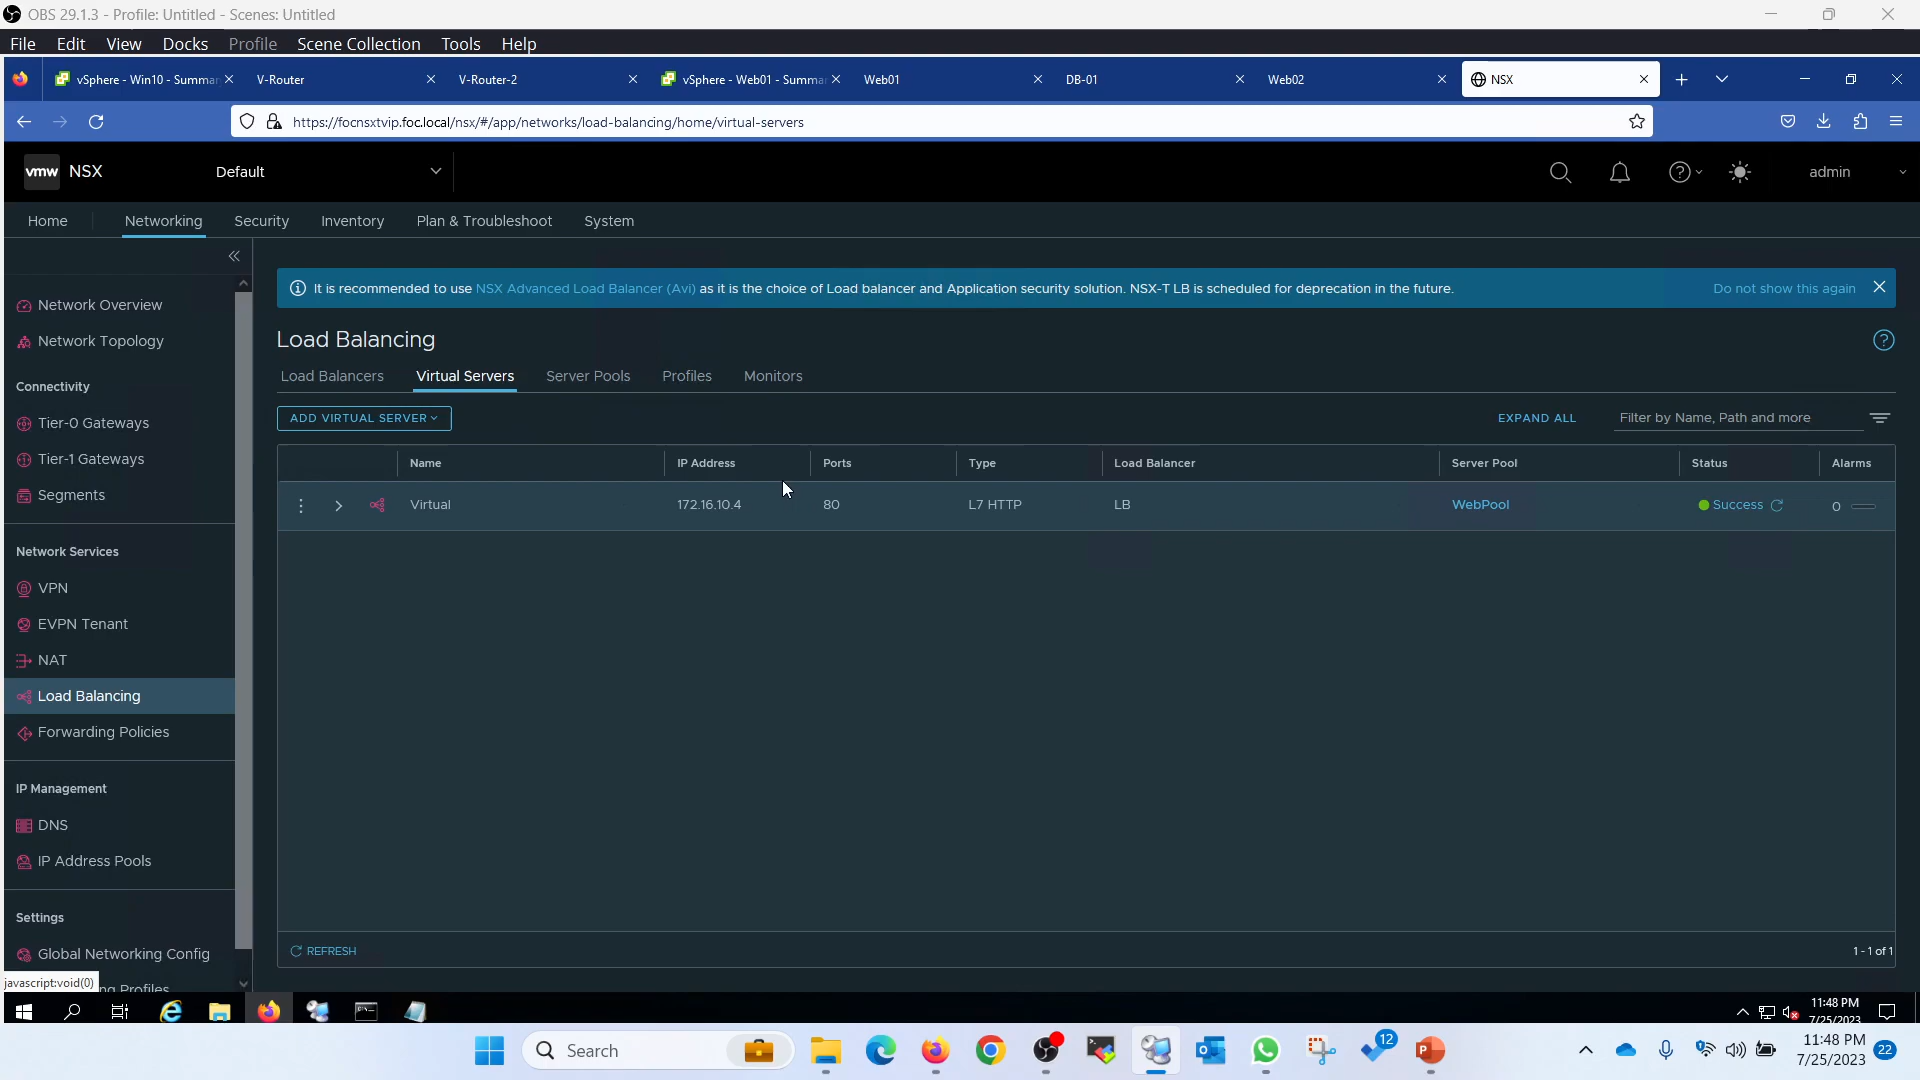 OBS 29.1.3 - Profile: Untitled - Scenes: Untitled
File Edit View Docks Profile Scene Collection Tools Help
vSphere - Win10 - Summar V-Router V-Router-2 vSphere - Web01 - Summa Web01 DB-01 Web02 NSX
https://focnsxtvip.foc.local/nsx/#/app/networks/load-balancing/home/virtual-servers
vmw NSX Default admin
Home Networking Security Inventory Plan & Troubleshoot System
It is recommended to use NSX Advanced Load Balancer (Avi) as it is the choice of Load balancer and Application security solution. NSX-T LB is scheduled for deprecation in the future. Do not show this again
Network Overview
Network Topology
Connectivity
Tier-0 Gateways
Tier-1 Gateways
Segments
Network Services
VPN
EVPN Tenant
NAT
Load Balancing
Forwarding Policies
IP Management
DNS
IP Address Pools
Settings
Global Networking Config
ng Profiles
javascript:void(0)
Load Balancing
Load Balancers Virtual Servers Server Pools Profiles Monitors
ADD VIRTUAL SERVER EXPAND ALL Filter by Name, Path and more
Name IP Address Ports Type Load Balancer Server Pool Status Alarms
Virtual 172.16.10.4 80 L7 HTTP LB WebPool Success 0
REFRESH 1 - 1 of 1
11:48 PM
7/25/2023
Search
12
11:48 PM
7/25/2023
22